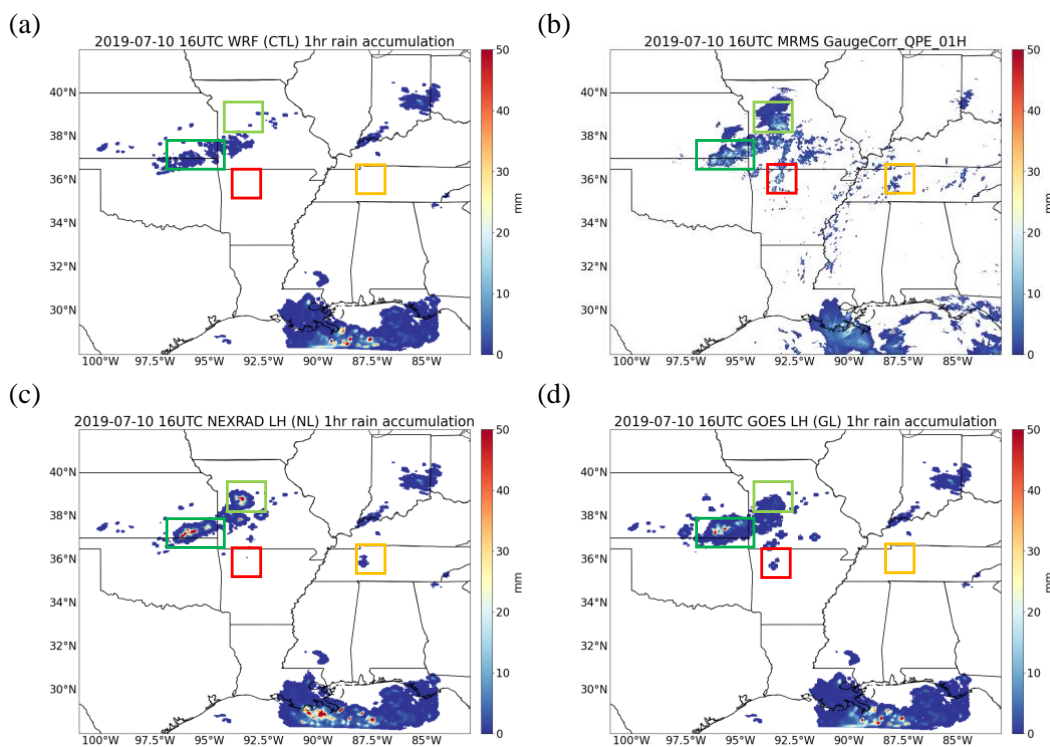 (a)
2019-07-10 16UTC WRF (CTL) 1hr rain accumulation
40°N
38°N
36°N
34°N
32°N
30°N
100°W 97.5°W 95°W 92.5°W 90°W 87.5°W 85°W
50
40
30
20
10
0
mm
(b)
2019-07-10 16UTC MRMS GaugeCorr_QPE_01H
40°N
38°N
36°N
34°N
32°N
30°N
100°W 97.5°W 95°W 92.5°W 90°W 87.5°W 85°W
50
40
30
20
10
0
mm
(c)
2019-07-10 16UTC NEXRAD LH (NL) 1hr rain accumulation
40°N
38°N
36°N
34°N
32°N
30°N
100°W 97.5°W 95°W 92.5°W 90°W 87.5°W 85°W
50
40
30
20
10
0
mm
(d)
2019-07-10 16UTC GOES LH (GL) 1hr rain accumulation
40°N
38°N
36°N
34°N
32°N
30°N
100°W 97.5°W 95°W 92.5°W 90°W 87.5°W 85°W
50
40
30
20
10
0
mm